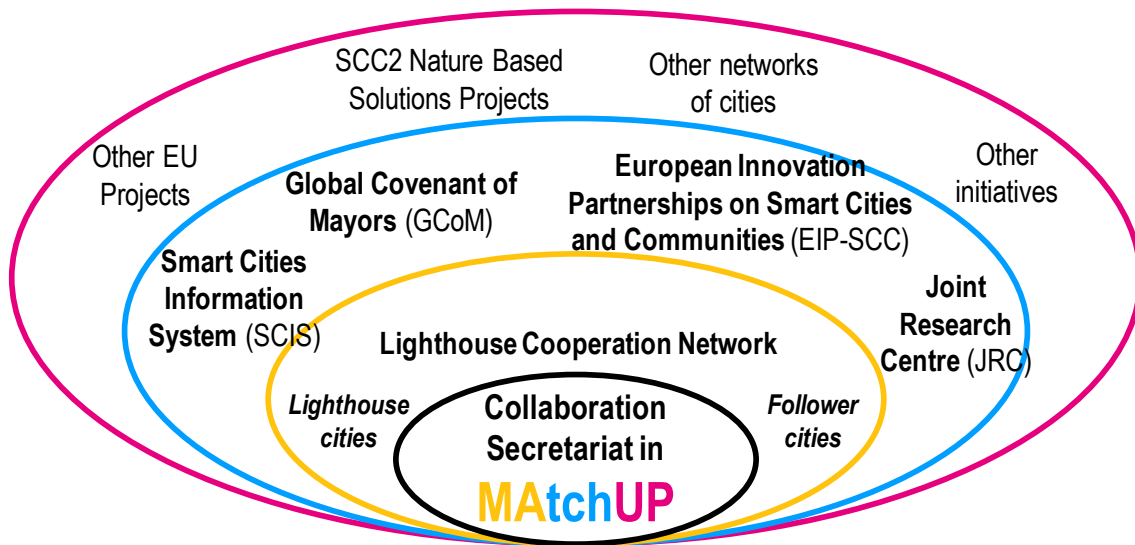 SCC2 Nature Based
Solutions Projects
Other networks
of cities
Other EU
Projects
Other
initiatives
Global Covenant of
Mayors (GCoM)
European Innovation
Partnerships on Smart Cities
and Communities (EIP-SCC)
Smart Cities
Information
System (SCIS)
Joint
Research
Centre (JRC)
Lighthouse Cooperation Network
Lighthouse
cities
Follower
cities
Collaboration
Secretariat in
MAtchUP